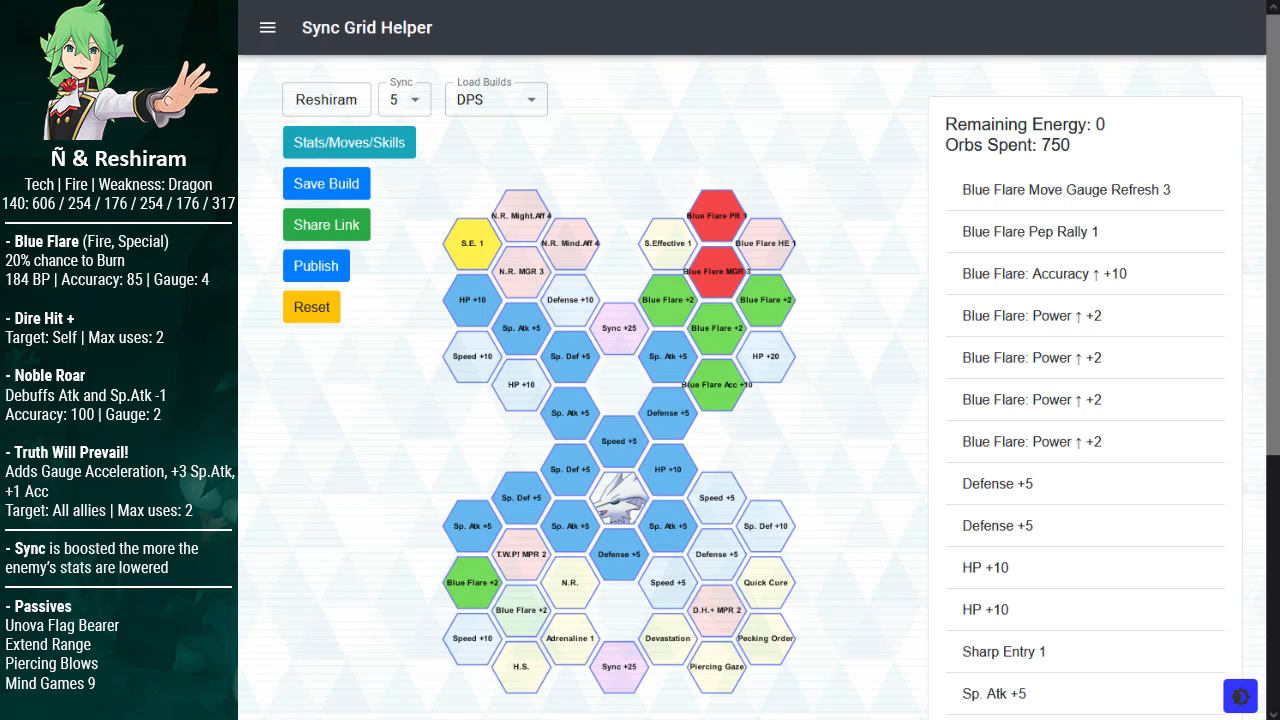 Ñ & Reshiram
Tech | Fire | Weakness: Dragon
140: 606 / 254 / 176 / 254 / 176 / 317
- Blue Flare (Fire, Special)
20% chance to Burn
184 BP | Accuracy: 85 | Gauge: 4
- Dire Hit +
Target: Self | Max uses: 2
- Noble Roar
Debuffs Atk and Sp.Atk -1
Accuracy: 100 | Gauge: 2
- Truth Will Prevail!
Adds Gauge Acceleration, +3 Sp.Atk,
+1 Acc
Target: All allies | Max uses: 2
- Sync is boosted the more the
enemy's stats are lowered
- Passives
Unova Flag Bearer
Extend Range
Piercing Blows
Mind Games 9
Sync Grid Helper
Reshiram
Sync
5
Load Builds
DPS
Stats/Moves/Skills
Save Build
Share Link
Publish
Reset
N.R. Might.Aff 4
Blue Flare PR 1
S.E. 1
N.R. Mind.Aff 4
S.Effective 1
Blue Flare HE 1
N.R. MGR 3
Blue Flare MGR 3
HP +10
Defense +10
Blue Flare +2
Blue Flare +2
Sp. Atk +5
Sync +25
Blue Flare +2
Speed +10
Sp. Def +5
Sp. Atk +5
HP +20
HP +10
Blue Flare Acc +10
Sp. Atk +5
Defense +5
Speed +5
Sp. Def +5
HP +10
Sp. Def +5
Speed +5
Sp. Atk +5
Sp. Atk +5
Sp. Atk +5
Sp. Def +10
T.W.P! MPR 2
Defense +5
Defense +5
Blue Flare +2
N.R.
Speed +5
Quick Cure
Blue Flare +2
D.H.+ MPR 2
Speed +10
Adrenaline 1
Devastation
Pecking Order
H.S.
Sync +25
Piercing Gaze
Remaining Energy: 0
Orbs Spent: 750
Blue Flare Move Gauge Refresh 3
Blue Flare Pep Rally 1
Blue Flare: Accuracy ↑ +10
Blue Flare: Power ↑ +2
Blue Flare: Power ↑ +2
Blue Flare: Power ↑ +2
Blue Flare: Power ↑ +2
Defense +5
Defense +5
HP +10
HP +10
Sharp Entry 1
Sp. Atk +5